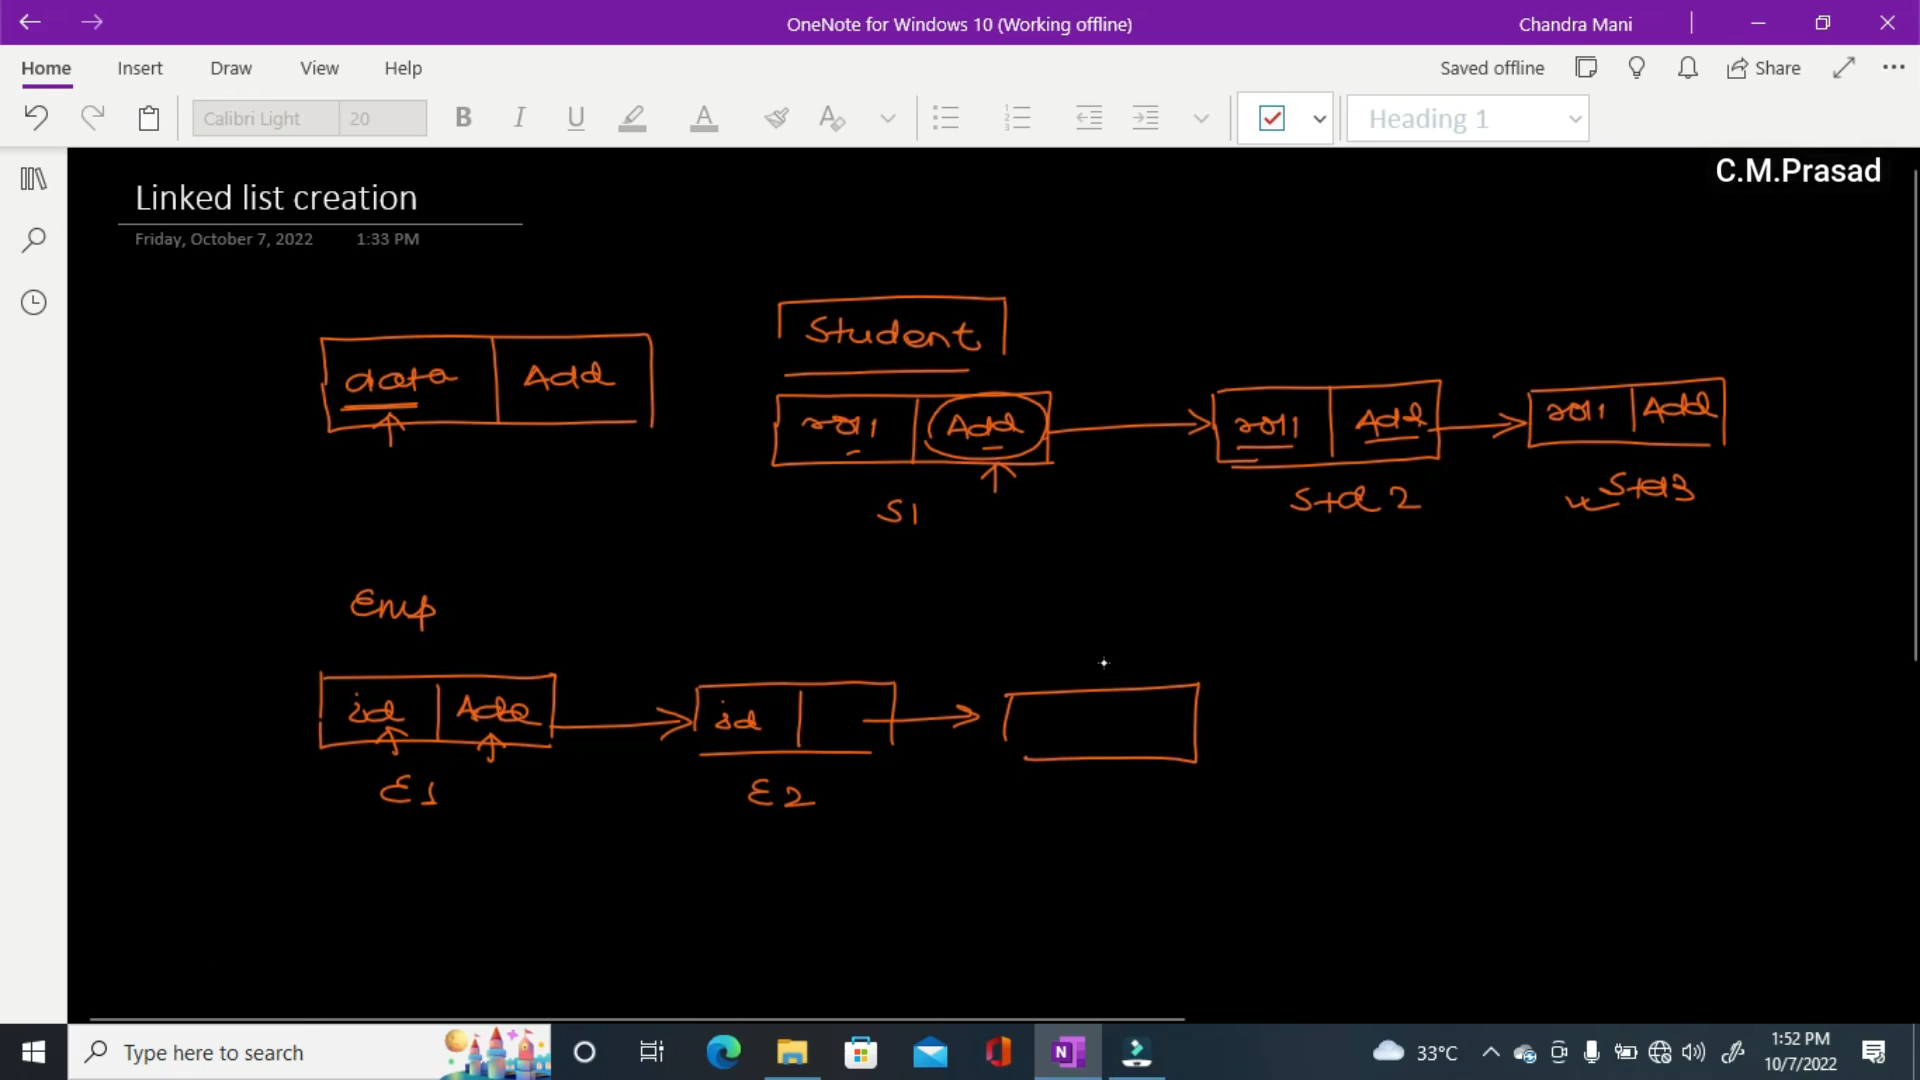 OneNote for Windows 10 (Working offline)
Chandra Mani
Home Insert Draw View Help
Saved offline
Share
Calibri Light 20
B I U A A
Heading 1
C.M.Prasad
Linked list creation
Friday, October 7, 2022 1:33 PM
Student
data Add
roll Add
roll Add
roll Add
S1
Std 2
Std3
Emp
id Add
id
E1
E2
Type here to search
33°C
1:52 PM
10/7/2022